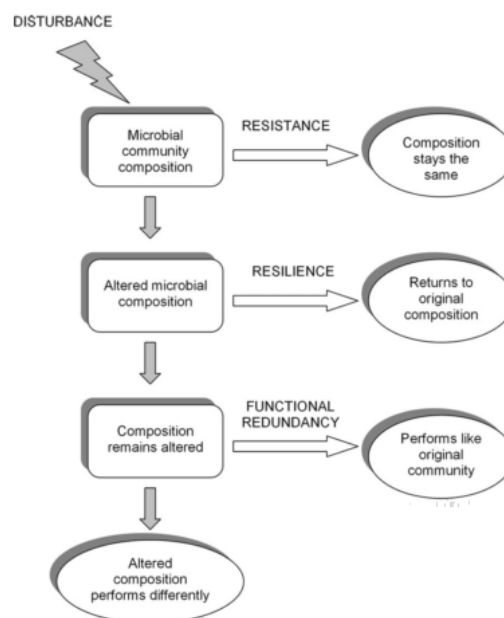 DISTURBANCE
Microbial
community
composition
RESISTANCE
Composition
stays the
same
Altered microbial
composition
RESILIENCE
Returns to
original
composition
Composition
remains altered
FUNCTIONAL
REDUNDANCY
Performs like
original
community
Altered
composition
performs differently